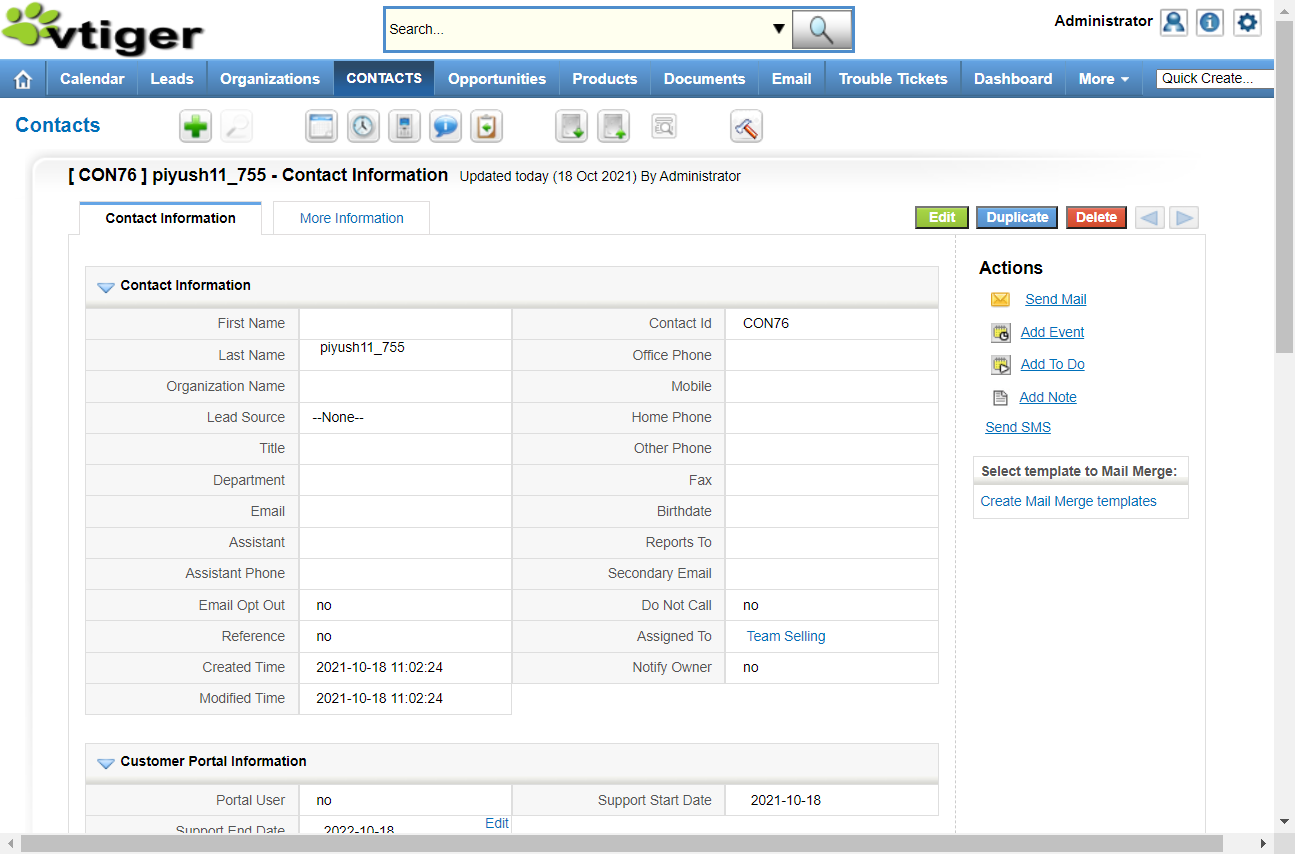 vtiger
Search...
Administrator
Calendar Leads Organizations CONTACTS Opportunities Products Documents Email Trouble Tickets Dashboard More Quick Create...
Contacts
[ CON76 ] piyush11_755 - Contact Information Updated today (18 Oct 2021) By Administrator
Contact Information More Information Edit Duplicate Delete
Contact Information
First Name Contact Id CON76
Last Name piyush11_755 Office Phone
Organization Name Mobile
Lead Source --None-- Home Phone
Title Other Phone
Department Fax
Email Birthdate
Assistant Reports To
Assistant Phone Secondary Email
Email Opt Out no Do Not Call no
Reference no Assigned To Team Selling
Created Time 2021-10-18 11:02:24 Notify Owner no
Modified Time 2021-10-18 11:02:24
Customer Portal Information
Portal User no Support Start Date 2021-10-18
Support End Date 2022-10-18 Edit
Actions
Send Mail
Add Event
Add To Do
Add Note
Send SMS
Select template to Mail Merge:
Create Mail Merge templates